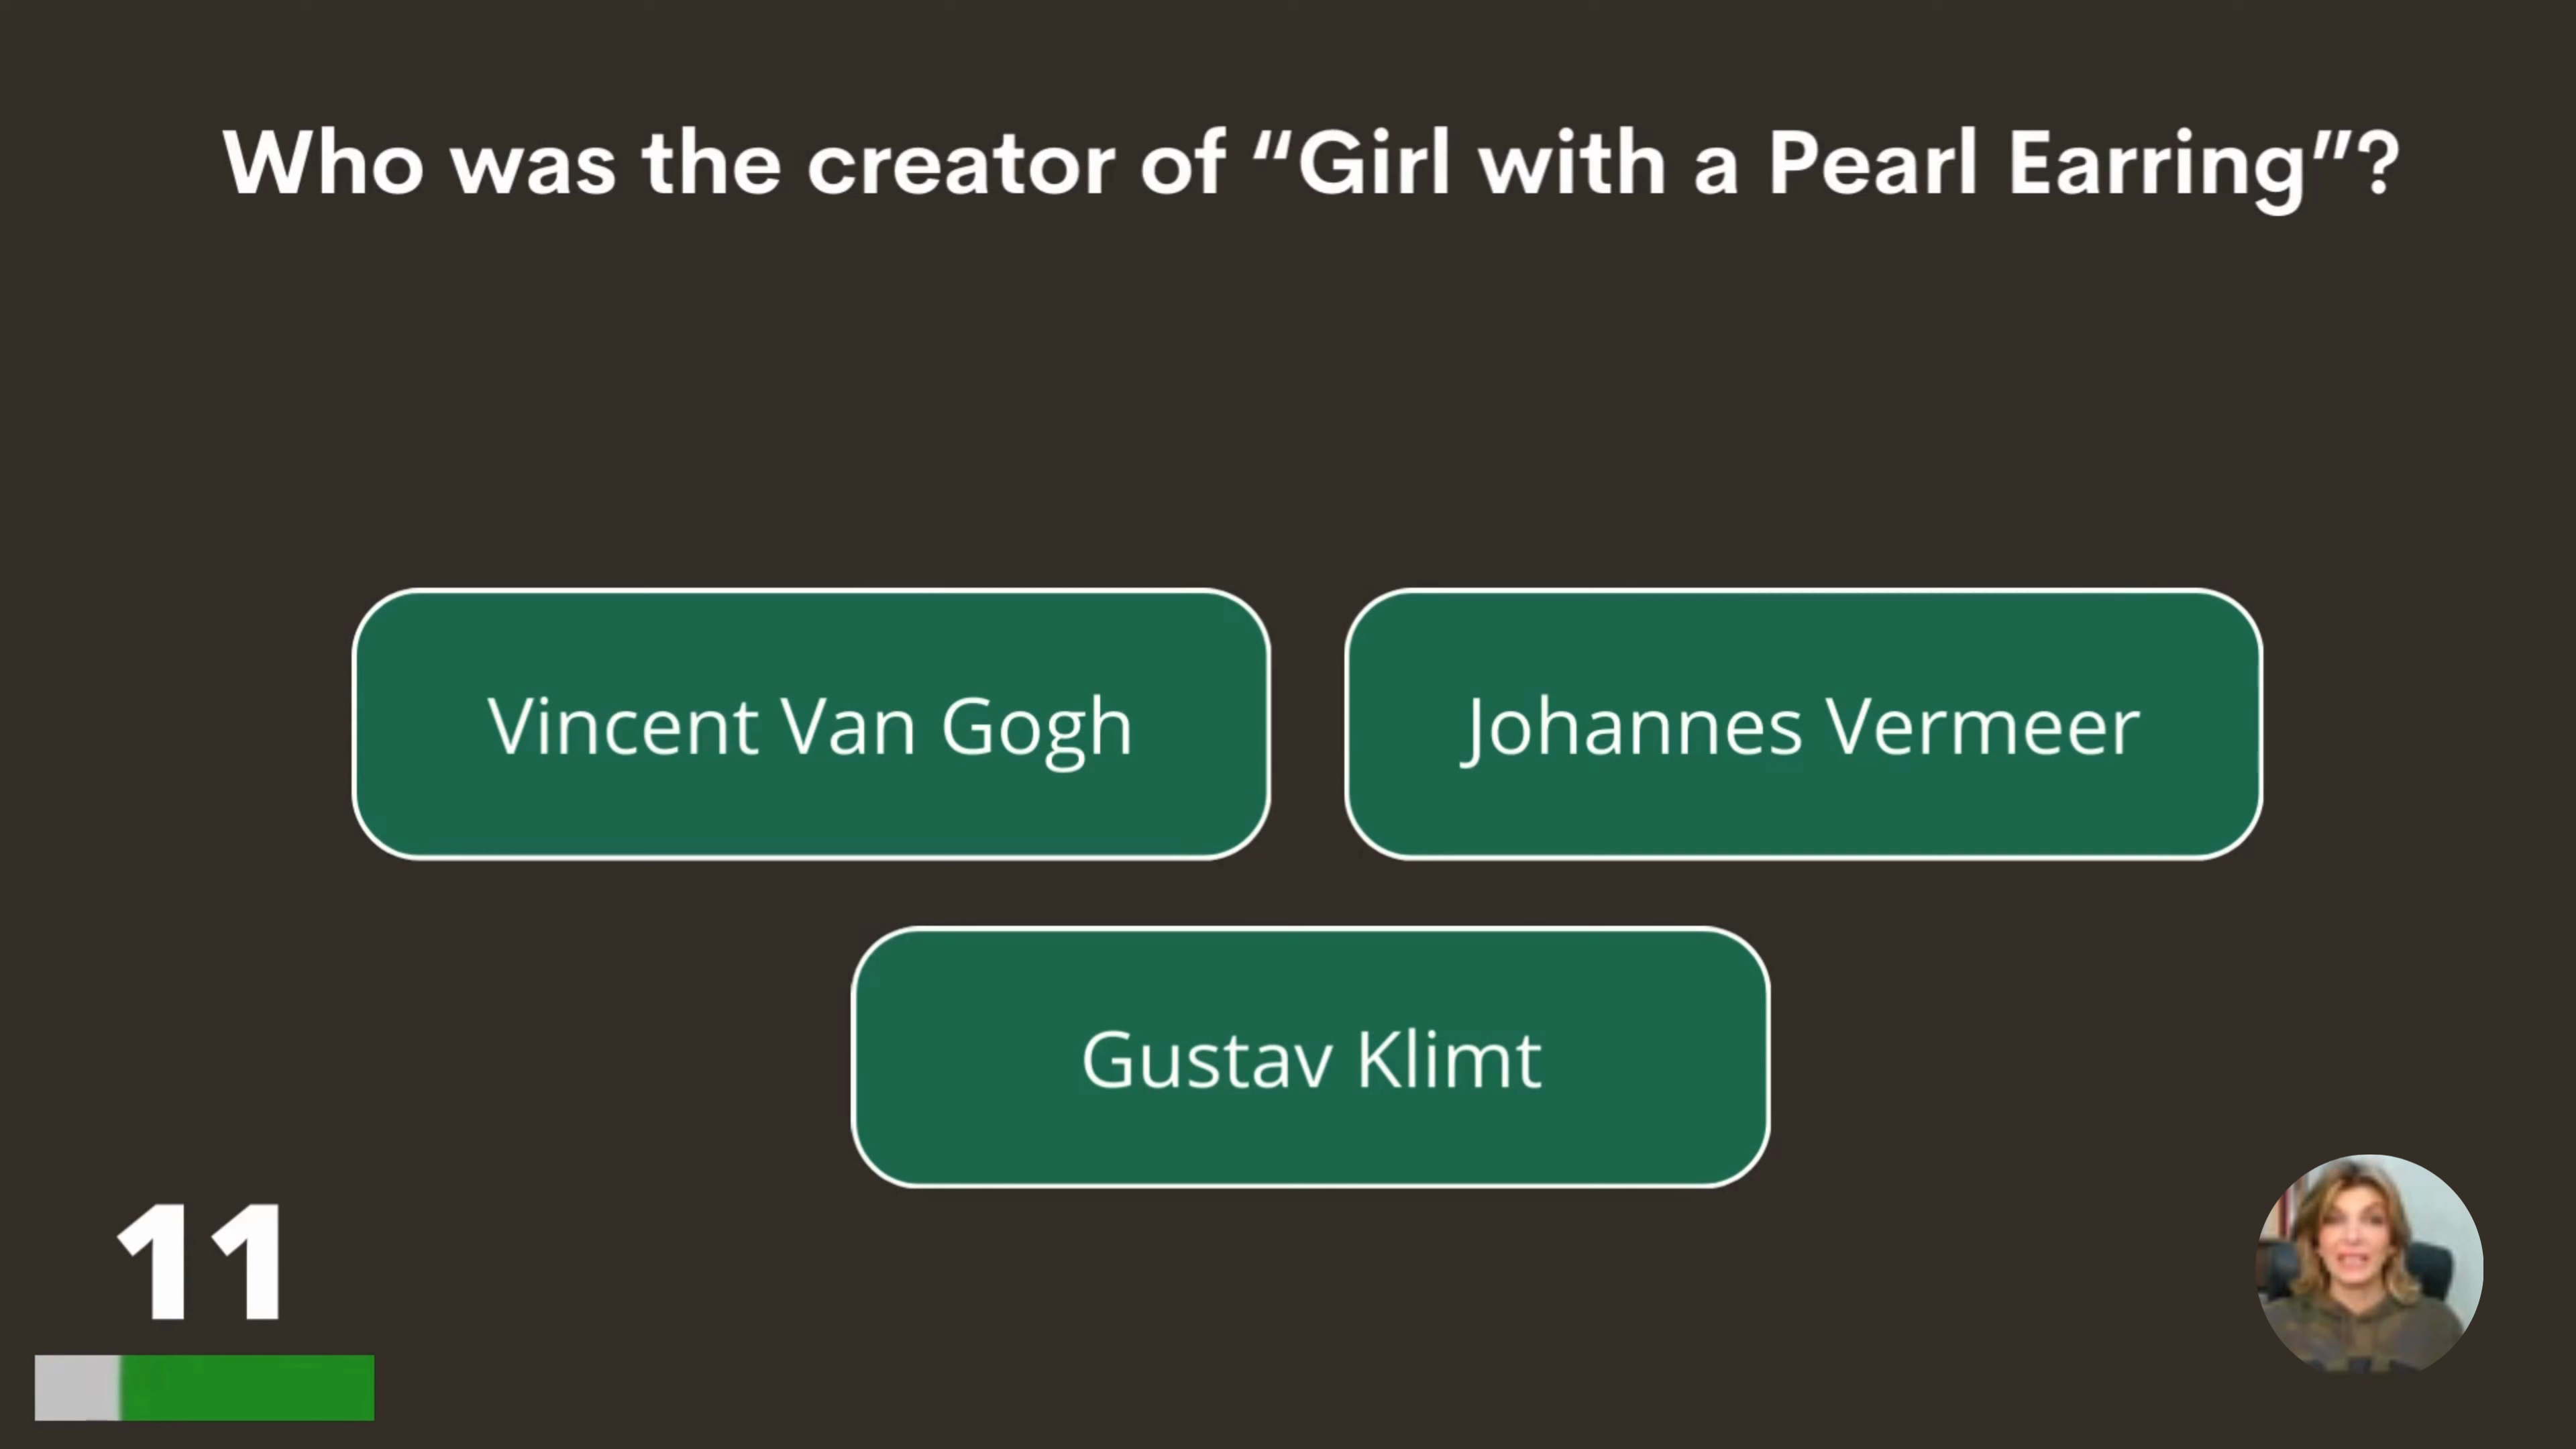 Who was the creator of “Girl with a Pearl Earring”?
Vincent Van Gogh
Johannes Vermeer
Gustav Klimt
11